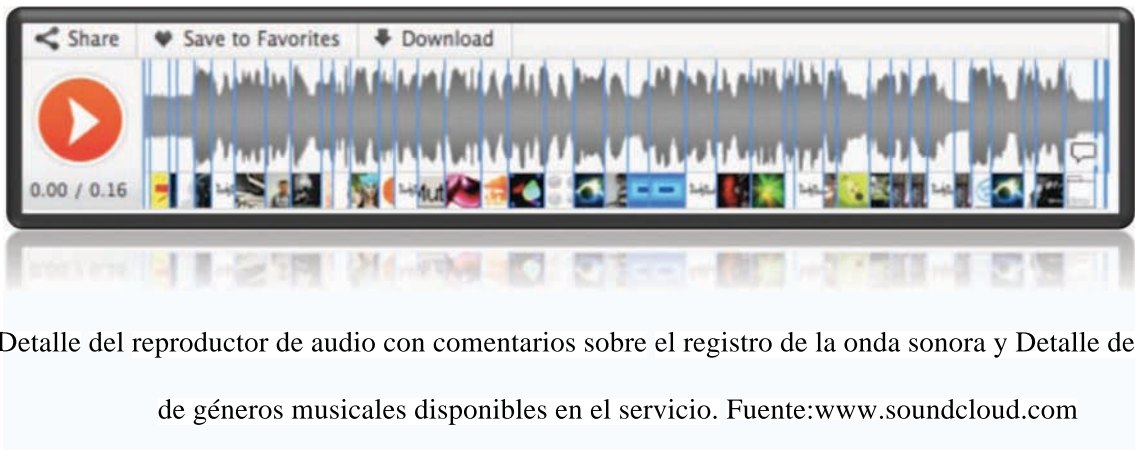 Share Save to Favorites Download
0.00 / 0.16
Mut
Detalle del reproductor de audio con comentarios sobre el registro de la onda sonora y Detalle de
de géneros musicales disponibles en el servicio. Fuente:www.soundcloud.com